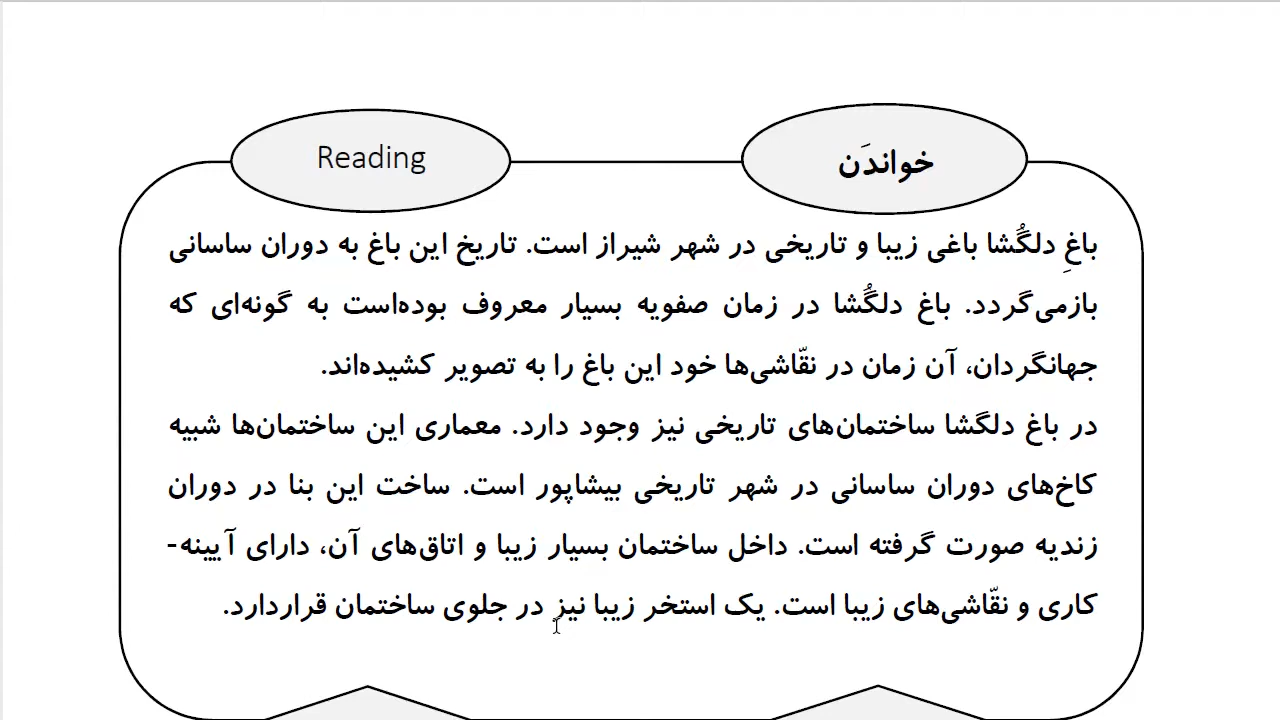 خواندَن
Reading
باغِ دلگُشا باغی زیبا و تاریخی در شهر شیراز است. تاریخ این باغ به دوران ساسانی
بازمی‌گردد. باغ دلگُشا در زمان صفویه بسیار معروف بوده‌است به گونه‌ای که
جهانگردان، آن زمان در نقّاشی‌ها خود این باغ را به تصویر کشیده‌اند.
در باغ دلگشا ساختمان‌های تاریخی نیز وجود دارد. معماری این ساختمان‌ها شبیه
کاخ‌های دوران ساسانی در شهر تاریخی بیشاپور است. ساخت این بنا در دوران
زندیه صورت گرفته است. داخل ساختمان بسیار زیبا و اتاق‌های آن، دارای آیینه-
کاری و نقّاشی‌های زیبا است. یک استخر زیبا نیز در جلوی ساختمان قراردارد.